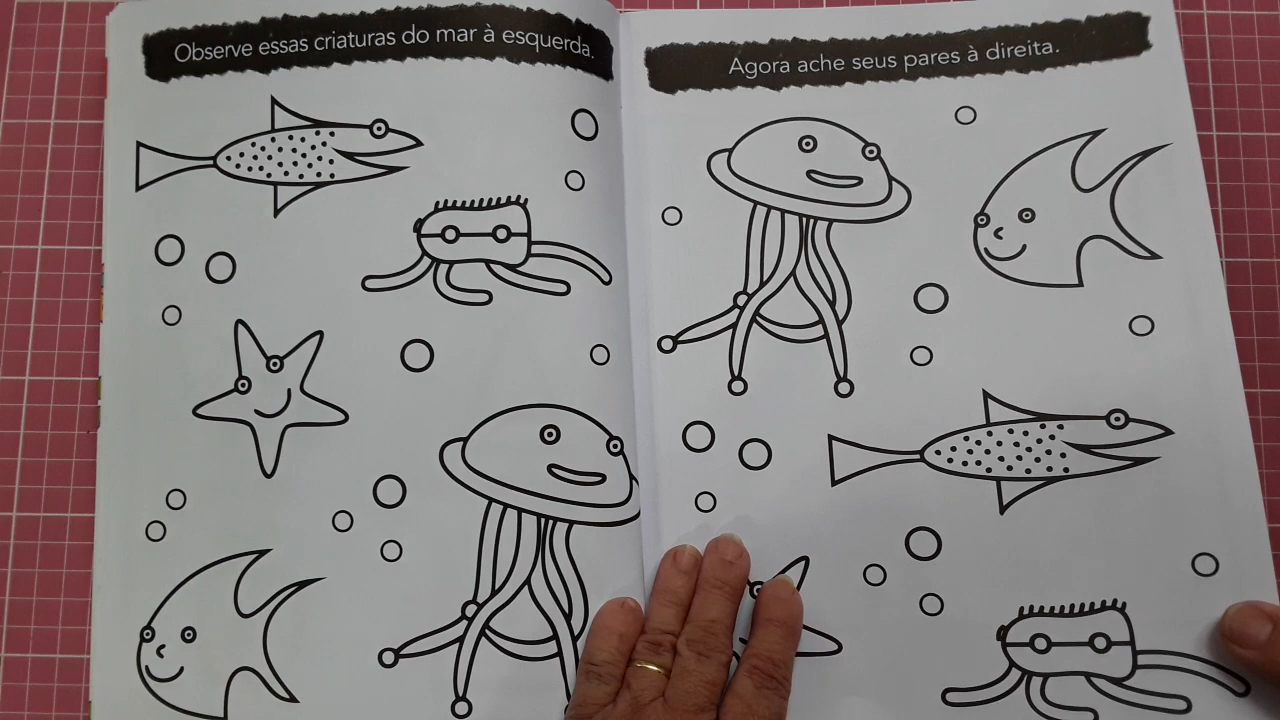 Observe essas criaturas do mar à esquerda.
Agora ache seus pares à direita.